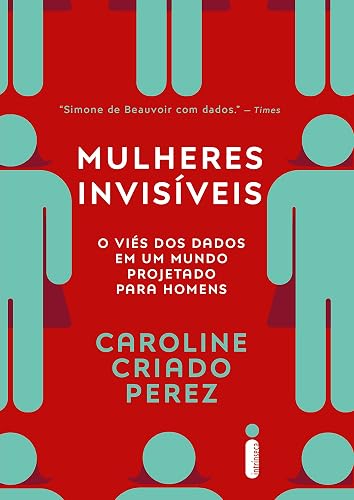 “Simone de Beauvoir com dados.” — Times
MULHERES
INVISÍVEIS
O VIÉS DOS DADOS
EM UM MUNDO
PROJETADO
PARA HOMENS
CAROLINE
CRIADO
PEREZ
intrínseca